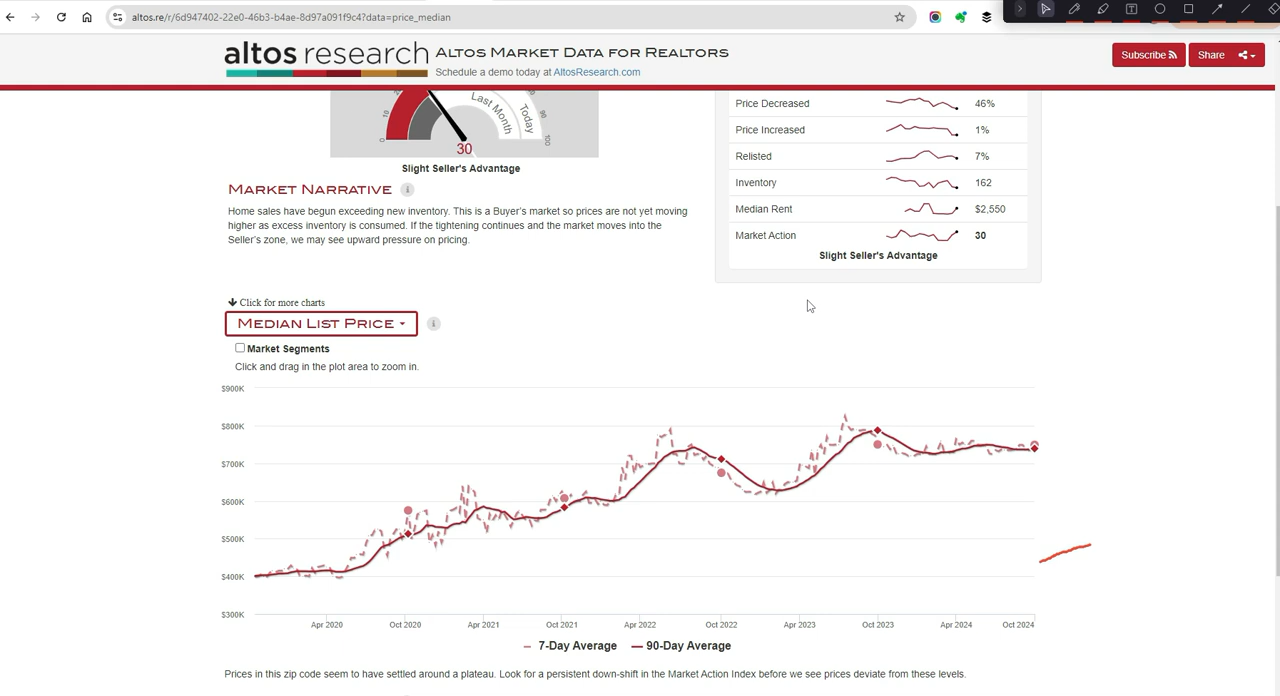 altos.re/r/6d947402-22e0-46b3-b4ae-8d97a091f9c4?data=price_median
altos research
Altos Market Data for Realtors
Schedule a demo today at AltosResearch.com
Subscribe
Share
Last Month
Today
0
10
90
100
30
Slight Seller's Advantage
Market Narrative
Home sales have begun exceeding new inventory. This is a Buyer's market so prices are not yet moving
higher as excess inventory is consumed. If the tightening continues and the market moves into the
Seller's zone, we may see upward pressure on pricing.
Price Decreased 46%
Price Increased 1%
Relisted 7%
Inventory 162
Median Rent $2,550
Market Action 30
Slight Seller's Advantage
Click for more charts
Median List Price
Market Segments
Click and drag in the plot area to zoom in.
$900K
$800K
$700K
$600K
$500K
$400K
$300K
Apr 2020 Oct 2020 Apr 2021 Oct 2021 Apr 2022 Oct 2022 Apr 2023 Oct 2023 Apr 2024 Oct 2024
7-Day Average 90-Day Average
Prices in this zip code seem to have settled around a plateau. Look for a persistent down-shift in the Market Action Index before we see prices deviate from these levels.